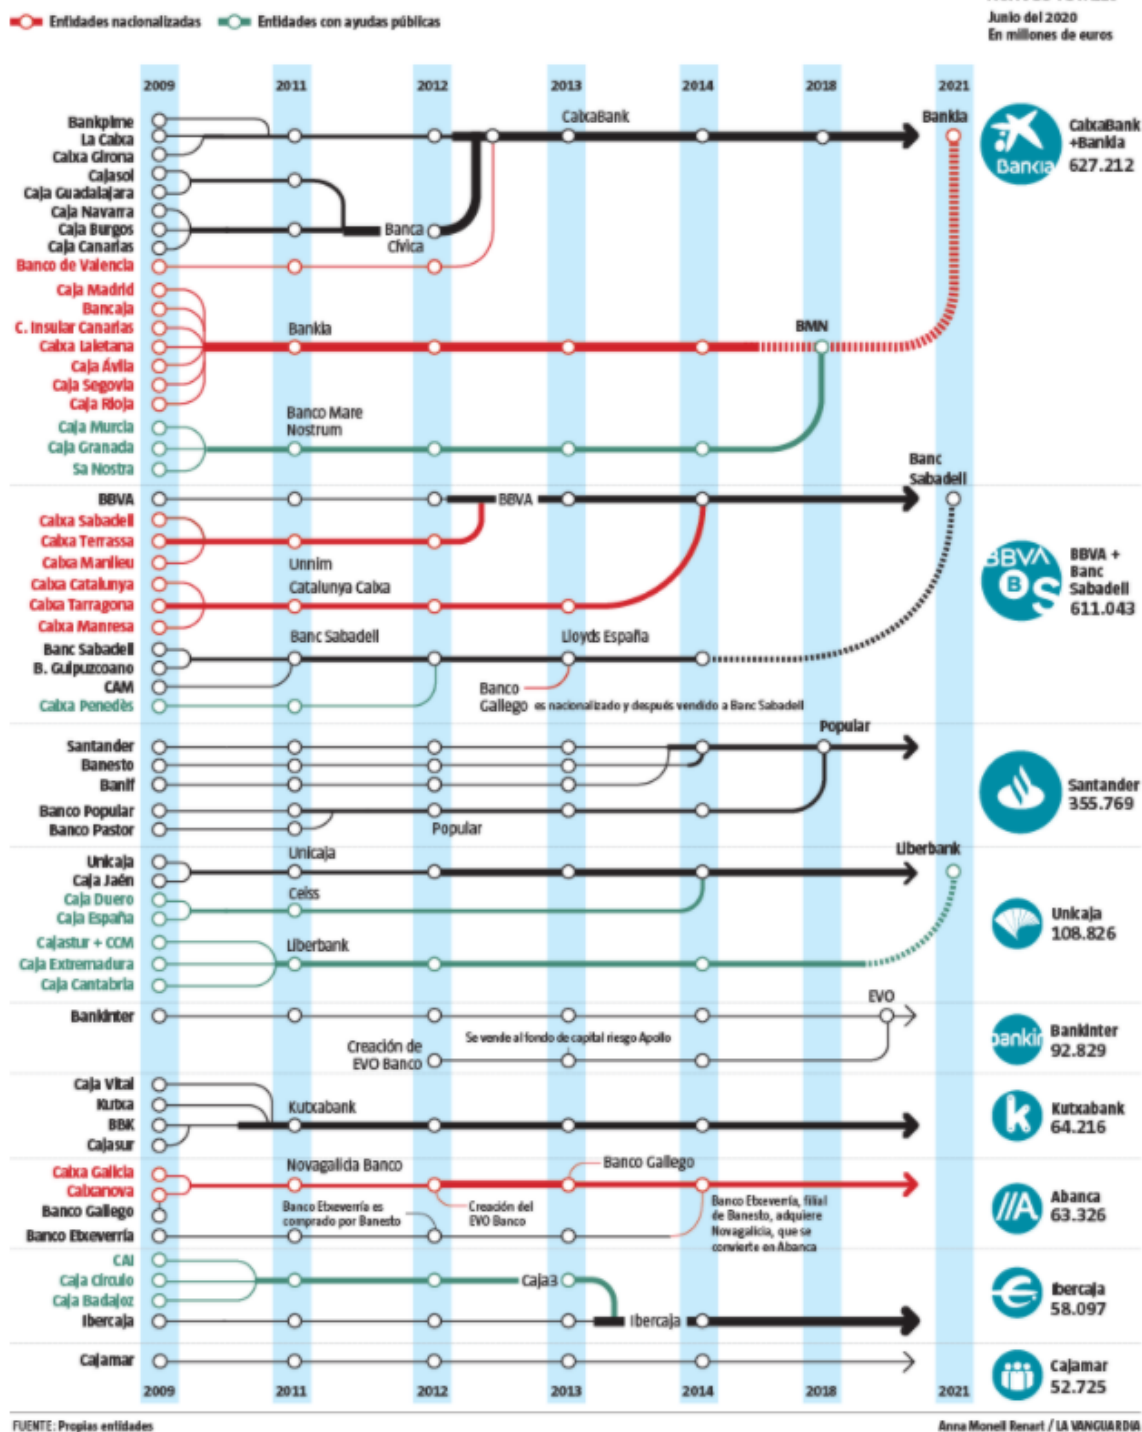 Entidades nacionalizadas
Entidades con ayudas públicas
Junio del 2020
En millones de euros
2009
2011
2012
2013
2014
2018
2021
Bankpime
La Caixa
Caixa Girona
Cajasol
Caja Guadalajara
Caja Navarra
Caja Burgos
Caja Canarias
Banco de Valencia
Caja Madrid
Bancaja
C. Insular Canarias
Caixa Laietana
Caja Ávila
Caja Segovia
Caja Rioja
Caja Murcia
Caja Granada
Sa Nostra
CaixaBank
Banca
Cívica
Bankia
Banco Mare
Nostrum
BMN
Bankia
Bankia
CaixaBank
+Bankia
627.212
BBVA
Caixa Sabadell
Caixa Terrassa
Caixa Manlleu
Caixa Catalunya
Caixa Tarragona
Caixa Manresa
Banc Sabadell
B. Guipuzcoano
CAM
Caixa Penedès
BBVA
Unnim
Catalunya Caixa
Banc Sabadell
Lloyds España
Banco
Gallego es nacionalizado y después vendido a Banc Sabadell
Banc
Sabadell
BBVA
B
S
BBVA +
Banc
Sabadell
611.043
Santander
Banesto
Banif
Banco Popular
Banco Pastor
Popular
Popular
Santander
355.769
Unicaja
Caja Jaén
Caja Duero
Caja España
Cajastur + CCM
Caja Extremadura
Caja Cantabria
Unicaja
Ceiss
Liberbank
Liberbank
Unicaja
108.826
Bankinter
EVO
Se vende al fondo de capital riesgo Apollo
Creación de
EVO Banco
bankin
Bankinter
92.829
Caja Vital
Kutxa
BBK
Cajasur
Kutxabank
k
Kutxabank
64.216
Caixa Galicia
Caixanova
Banco Gallego
Banco Etxeverría
Novagalicia Banco
Banco Gallego
Banco Etxeverría es
comprado por Banesto
Creación del
EVO Banco
Banco Etxeverría, filial
de Banesto, adquiere
Novagalicia, que se
convierte en Abanca
//A
Abanca
63.326
CAI
Caja Círculo
Caja Badajoz
Ibercaja
Caja3
Ibercaja
Ibercaja
58.097
Cajamar
Cajamar
52.725
2009
2011
2012
2013
2014
2018
2021
FUENTE: Propias entidades
Anna Monell Renart / LA VANGUARDIA